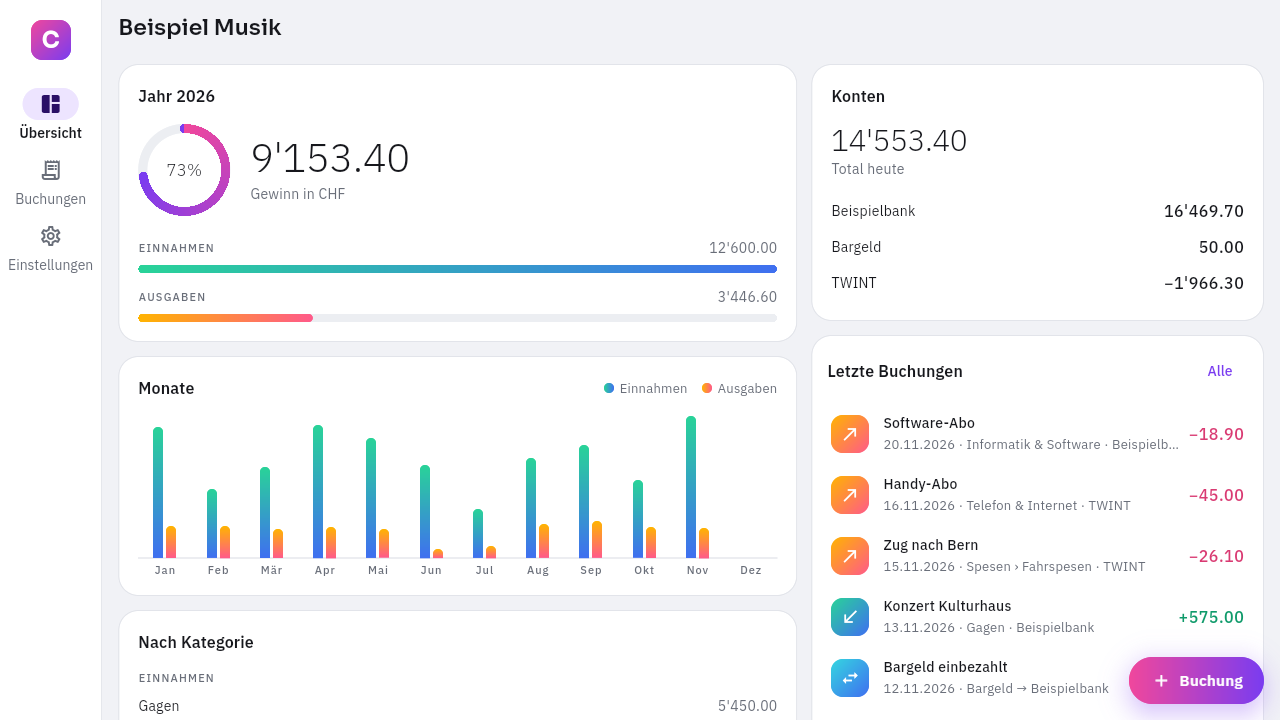 C
Übersicht
Buchungen
Einstellungen
Beispiel Musik
Jahr 2026
73%
9'153.40
Gewinn in CHF
EINNAHMEN
12'600.00
AUSGABEN
3'446.60
Monate
Einnahmen
Ausgaben
Jan Feb Mär Apr Mai Jun Jul Aug Sep Okt Nov Dez
Nach Kategorie
EINNAHMEN
Gagen
5'450.00
Konten
14'553.40
Total heute
Beispielbank
16'469.70
Bargeld
50.00
TWINT
−1'966.30
Letzte Buchungen
Alle
Software-Abo
20.11.2026 · Informatik & Software · Beispielb…
−18.90
Handy-Abo
16.11.2026 · Telefon & Internet · TWINT
−45.00
Zug nach Bern
15.11.2026 · Spesen › Fahrspesen · TWINT
−26.10
Konzert Kulturhaus
13.11.2026 · Gagen · Beispielbank
+575.00
Bargeld einbezahlt
12.11.2026 · Bargeld → Beispielbank
+ Buchung